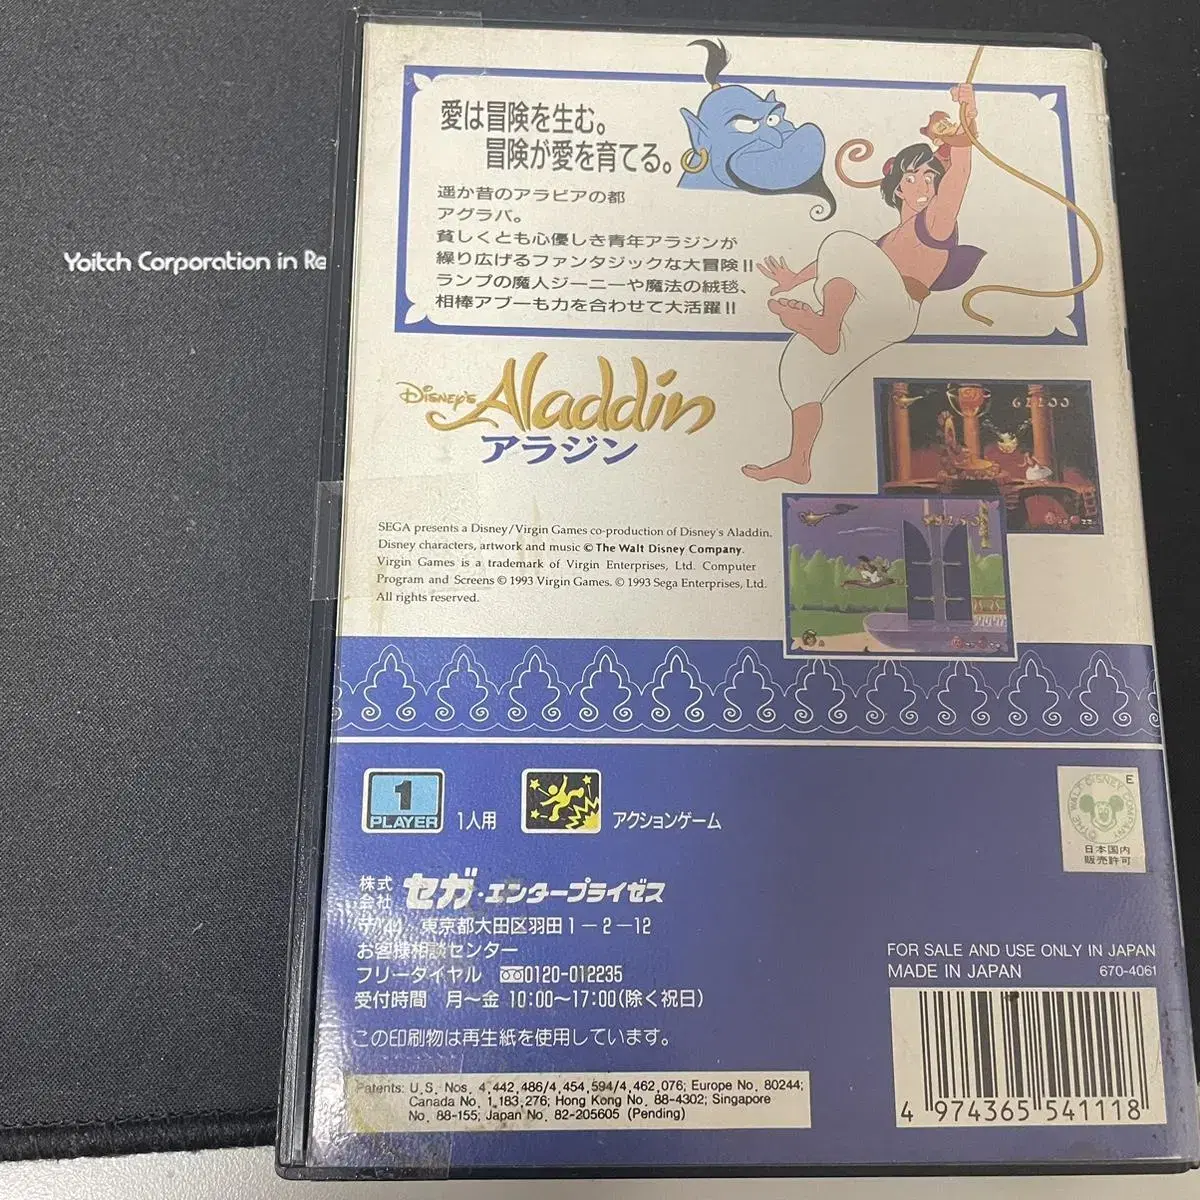 Yoitch Corporation in Re
愛は冒険を生む。
冒険が愛を育てる。
遥か昔のアラビアの都
アグラバ。
貧しくとも心優しき青年アラジンが
繰り広げるファンタジックな大冒険!!
ランプの魔人ジーニーや魔法の絨毯、
相棒アブーも力を合わせて大活躍!!
DISNEY'S Aladdin
アラジン
62200
SEGA presents a Disney/Virgin Games co-production of Disney's Aladdin.
Disney characters, artwork and music © The Walt Disney Company.
Virgin Games is a trademark of Virgin Enterprises, Ltd. Computer
Program and Screens © 1993 Virgin Games. © 1993 Sega Enterprises, Ltd.
All rights reserved.
1
PLAYER
1人用
アクションゲーム
E
©THE WALT DISNEY COMPANY
日本国内
販売許可
株式会社 セガ・エンタープライゼス
〒144 東京都大田区羽田1-2-12
お客様相談センター
フリーダイヤル 0120-012235
受付時間 月〜金 10:00〜17:00(除く祝日)
この印刷物は再生紙を使用しています。
FOR SALE AND USE ONLY IN JAPAN
MADE IN JAPAN 670-4061
Patents: U.S. Nos. 4,442,486/4,454,594/4,462,076; Europe No. 80244;
Canada No. 1,183,276; Hong Kong No. 88-4302; Singapore
No. 88-155; Japan No. 82-205605 (Pending)
4 974365 541118